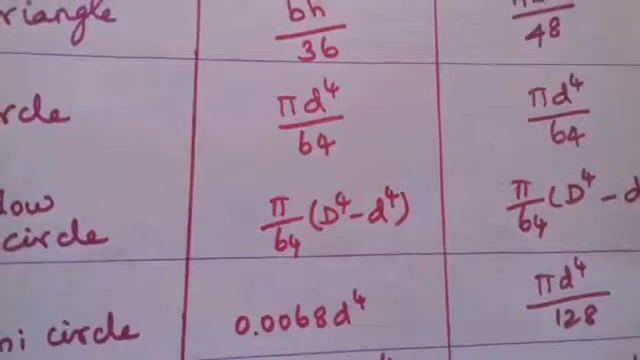 riangle bh/36 /48
rcle πd⁴/64 πd⁴/64
low
circle π/64 (D⁴-d⁴) π/64 (D⁴-d
ni circle 0.0068d⁴ πd⁴/128